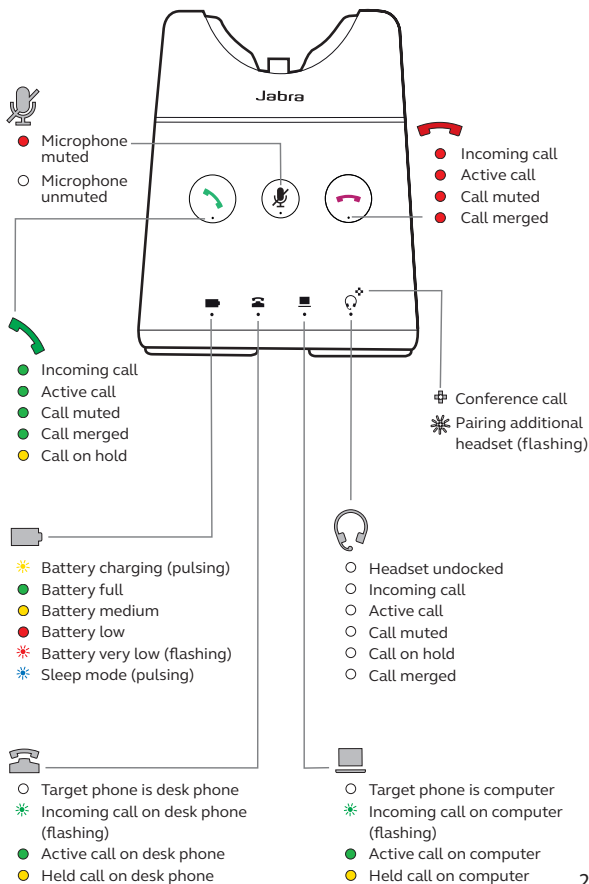 Jabra
Microphone
muted
Microphone
unmuted
Incoming call
Active call
Call muted
Call merged
Incoming call
Active call
Call muted
Call merged
Call on hold
Conference call
Pairing additional
headset (flashing)
Battery charging (pulsing)
Battery full
Battery medium
Battery low
Battery very low (flashing)
Sleep mode (pulsing)
Headset undocked
Incoming call
Active call
Call muted
Call on hold
Call merged
Target phone is desk phone
Incoming call on desk phone
(flashing)
Active call on desk phone
Held call on desk phone
Target phone is computer
Incoming call on computer
(flashing)
Active call on computer
Held call on computer
2